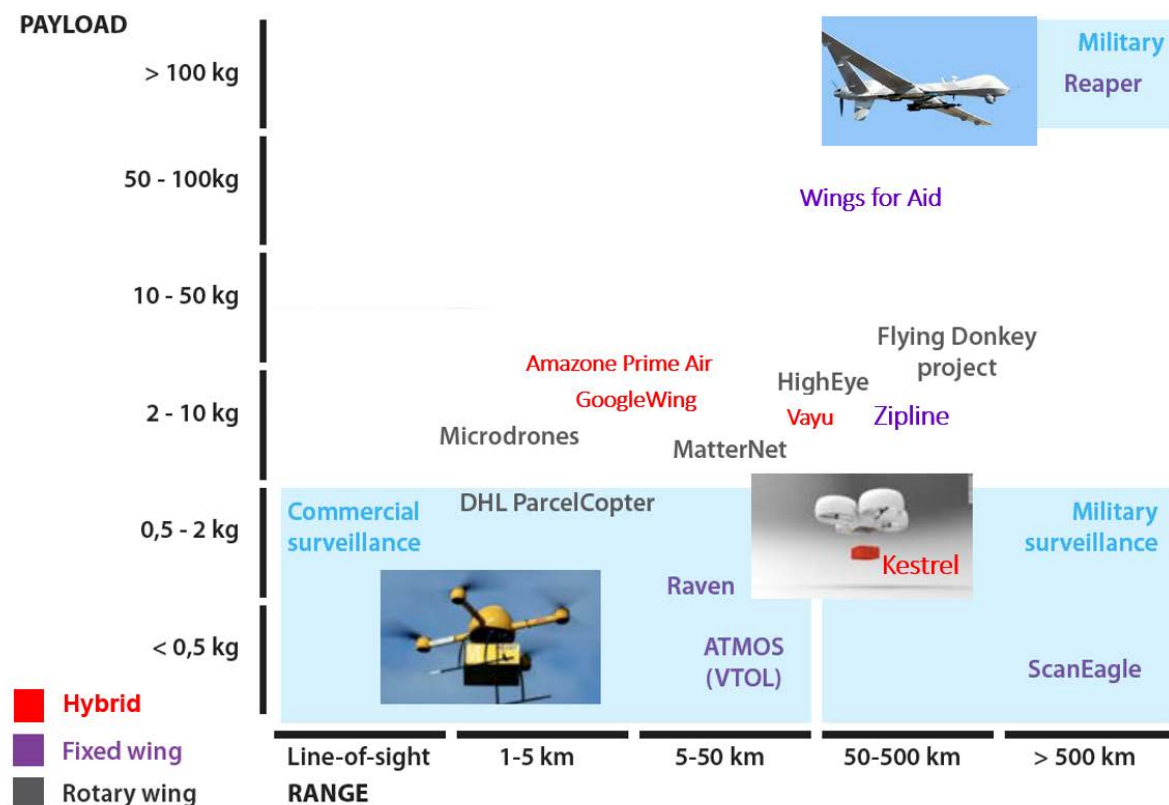 PAYLOAD
> 100 kg
Military
Reaper
50 - 100kg
Wings for Aid
10 - 50 kg
Flying Donkey
project
Amazone Prime Air
HighEye
GoogleWing
2 - 10 kg
Vayu
Zipline
Microdrones
MatterNet
DHL ParcelCopter
Commercial
surveillance
0,5 - 2 kg
Military
surveillance
Kestrel
Raven
< 0,5 kg
ATMOS
(VTOL)
ScanEagle
Hybrid
Fixed wing
Rotary wing
Line-of-sight
1-5 km
5-50 km
50-500 km
> 500 km
RANGE